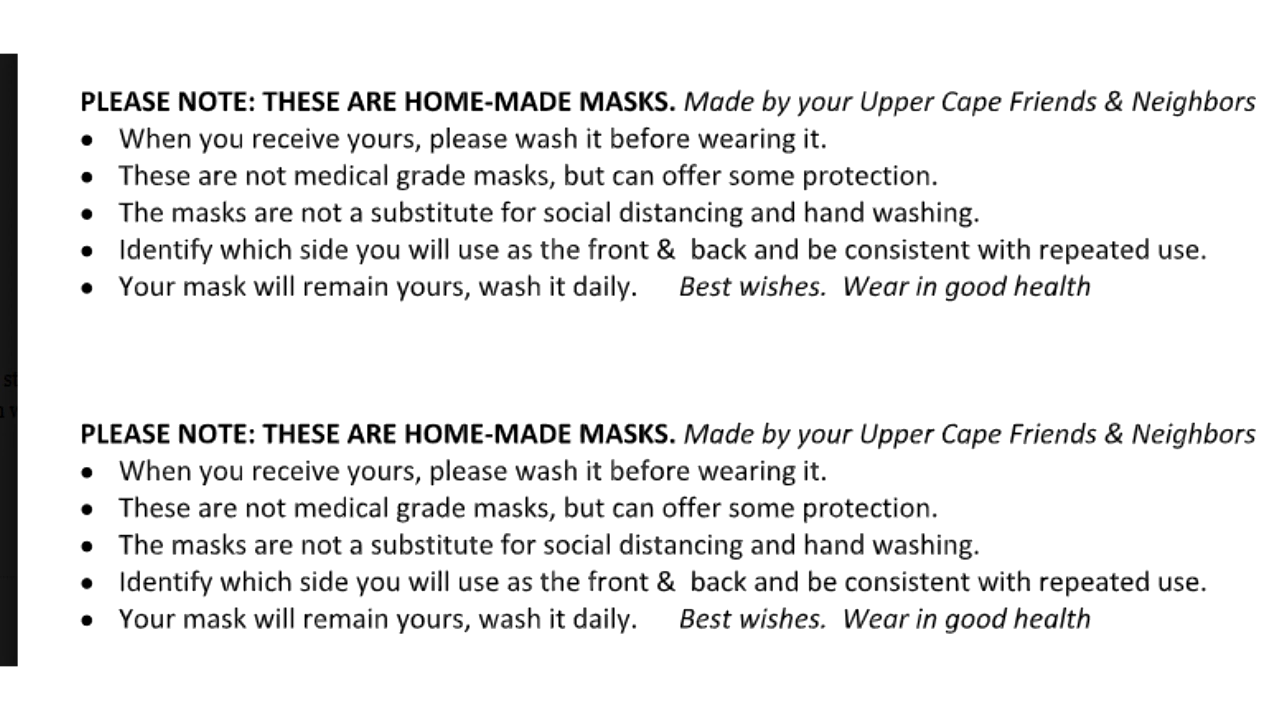 PLEASE NOTE: THESE ARE HOME-MADE MASKS. Made by your Upper Cape Friends & Neighbors
• When you receive yours, please wash it before wearing it.
• These are not medical grade masks, but can offer some protection.
• The masks are not a substitute for social distancing and hand washing.
• Identify which side you will use as the front &  back and be consistent with repeated use.
• Your mask will remain yours, wash it daily.     Best wishes.  Wear in good health
PLEASE NOTE: THESE ARE HOME-MADE MASKS. Made by your Upper Cape Friends & Neighbors
• When you receive yours, please wash it before wearing it.
• These are not medical grade masks, but can offer some protection.
• The masks are not a substitute for social distancing and hand washing.
• Identify which side you will use as the front &  back and be consistent with repeated use.
• Your mask will remain yours, wash it daily.     Best wishes.  Wear in good health